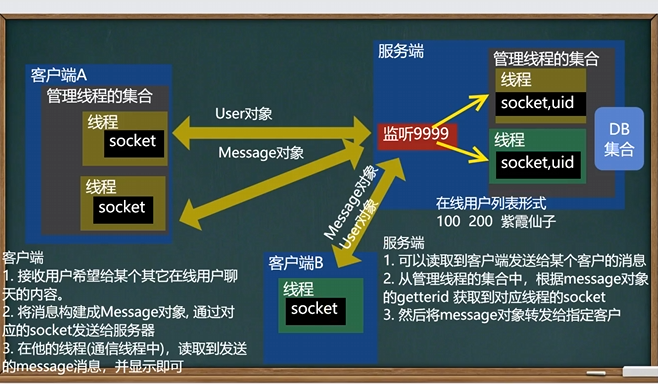 客户端A
管理线程的集合
线程
socket
线程
socket
User对象
Message对象
服务端
监听9999
管理线程的集合
线程
socket,uid
线程
socket,uid
DB
集合
在线用户列表形式
100 200 紫霞仙子
Message对象
User对象
客户端B
线程
socket
客户端
1. 接收用户希望给某个其它在线用户聊
天的内容。
2. 将消息构建成Message对象, 通过对
应的socket发送给服务器
3. 在他的线程(通信线程中)，读取到发送
的message消息，并显示即可
服务端
1. 可以读取到客户端发送给某个客户的消息
2. 从管理线程的集合中，根据message对象
的getterid 获取到对应线程的socket
3. 然后将message对象转发给指定客户